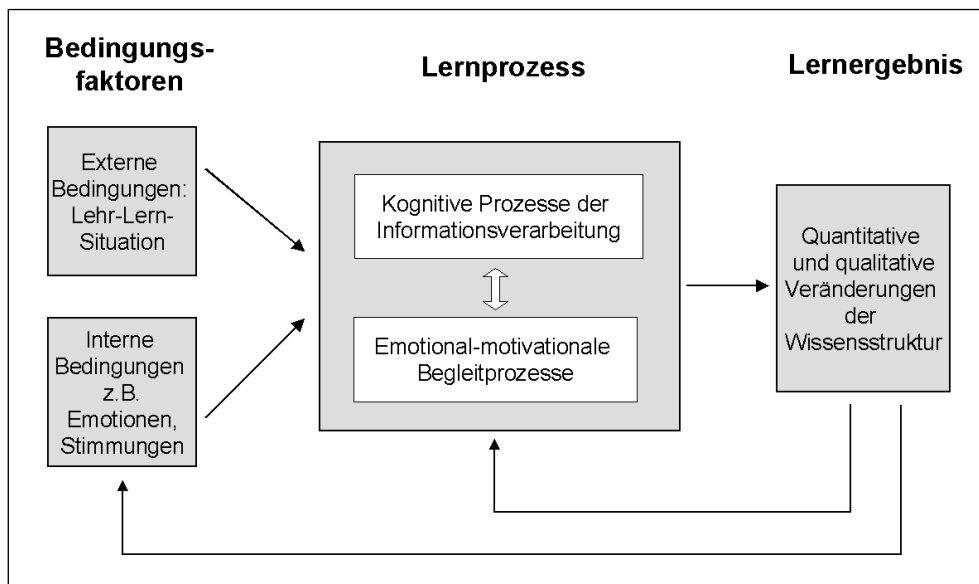 Bedingungs-
faktoren
Lernprozess
Lernergebnis
Externe
Bedingungen:
Lehr-Lern-
Situation
Interne
Bedingungen
z.B.
Emotionen,
Stimmungen
Kognitive Prozesse der
Informationsverarbeitung
Emotional-motivationale
Begleitprozesse
Quantitative
und qualitative
Veränderungen
der
Wissensstruktur